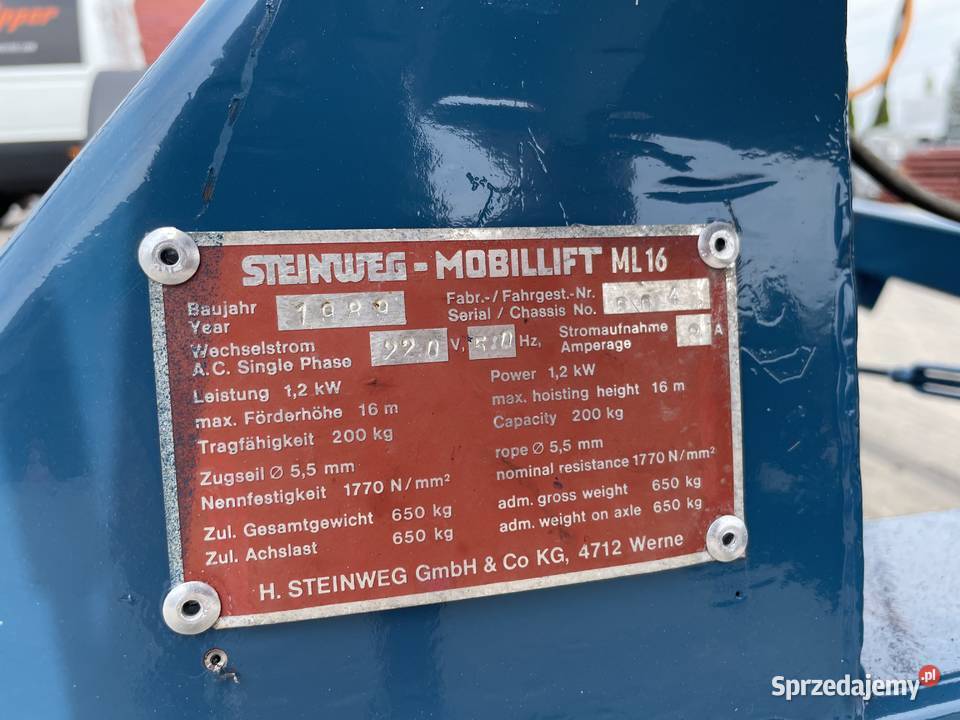 STEINWEG - MOBILLIFT ML16
Baujahr 1989 Fabr.-/Fahrgest.-Nr.
Year Serial / Chassis No.
Wechselstrom 220 V, 50 Hz, Stromaufnahme A
A.C. Single Phase Amperage
Leistung 1,2 kW Power 1,2 kW
max. Förderhöhe 16 m max. hoisting height 16 m
Tragfähigkeit 200 kg Capacity 200 kg
Zugseil Ø 5,5 mm rope Ø 5,5 mm
Nennfestigkeit 1770 N/mm² nominal resistance 1770 N/mm²
Zul. Gesamtgewicht 650 kg adm. gross weight 650 kg
Zul. Achslast 650 kg adm. weight on axle 650 kg
H. STEINWEG GmbH & Co KG, 4712 Werne
Sprzedajemy.pl